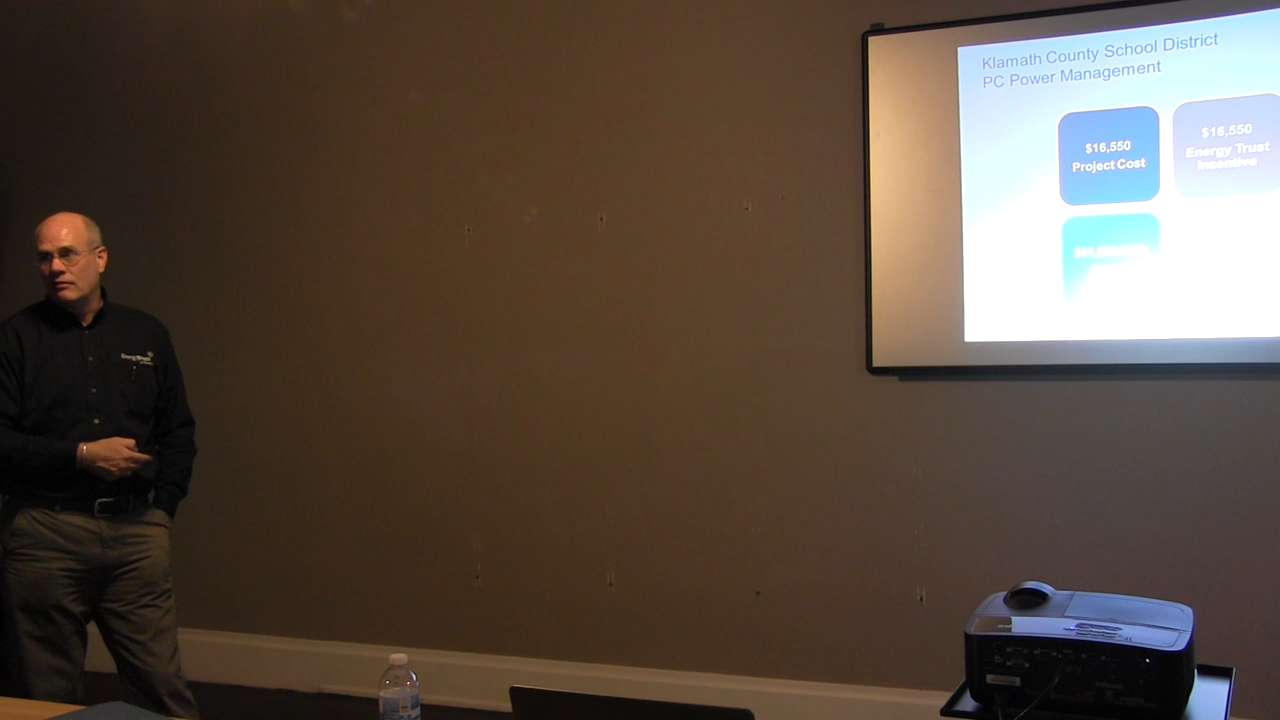 Klamath County School District
PC Power Management
$16,550
Project Cost
$16,550
Energy Trust
Incentive